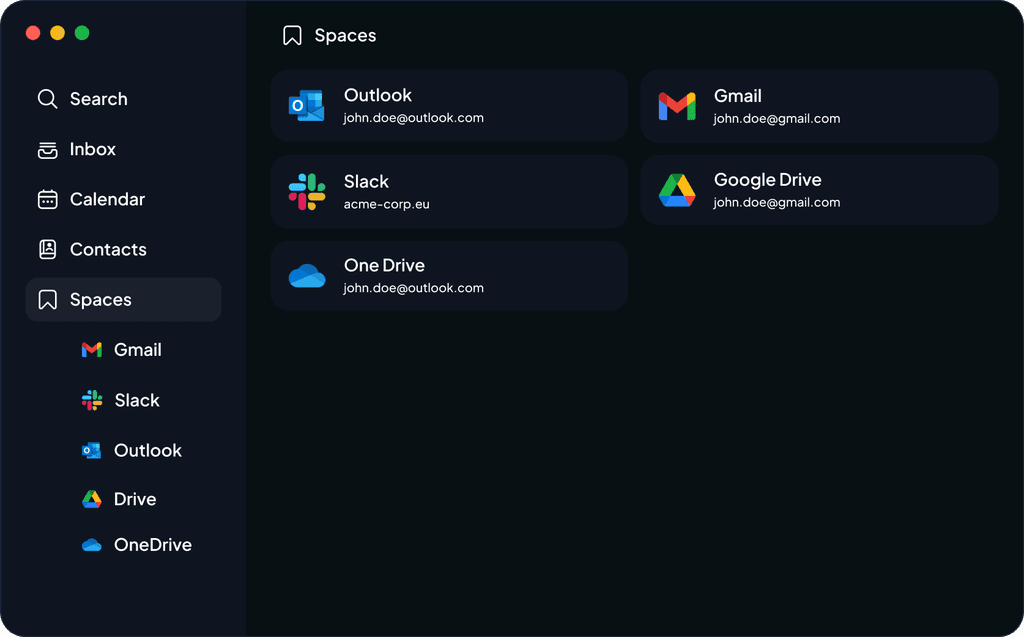 Search
Inbox
Calendar
Contacts
Spaces
Gmail
Slack
Outlook
Drive
OneDrive
Spaces
Outlook
john.doe@outlook.com
Gmail
john.doe@gmail.com
Slack
acme-corp.eu
Google Drive
john.doe@gmail.com
One Drive
john.doe@outlook.com